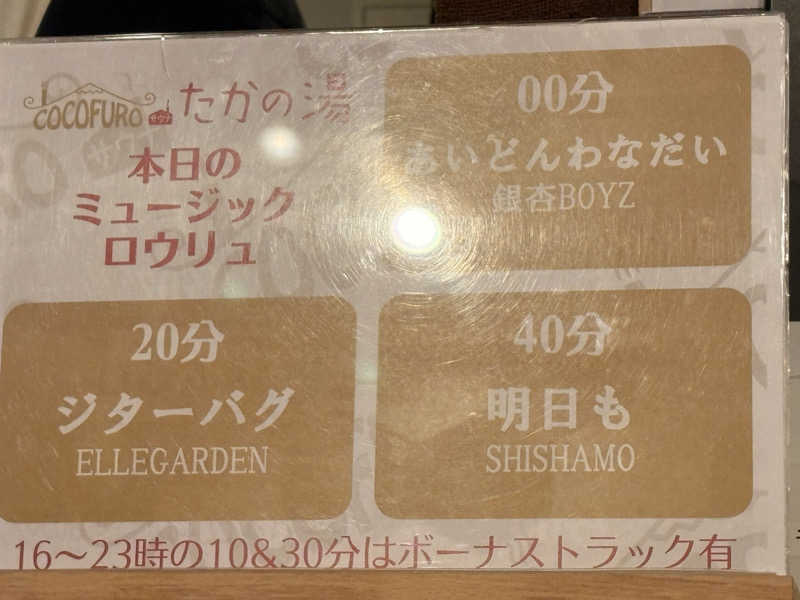 COCOFURO サウナ たかの湯
本日の
ミュージック
ロウリュ
00分
あいどんわなだい
銀杏BOYZ
20分
ジターバグ
ELLEGARDEN
40分
明日も
SHISHAMO
16〜23時の10&30分はボーナストラック有